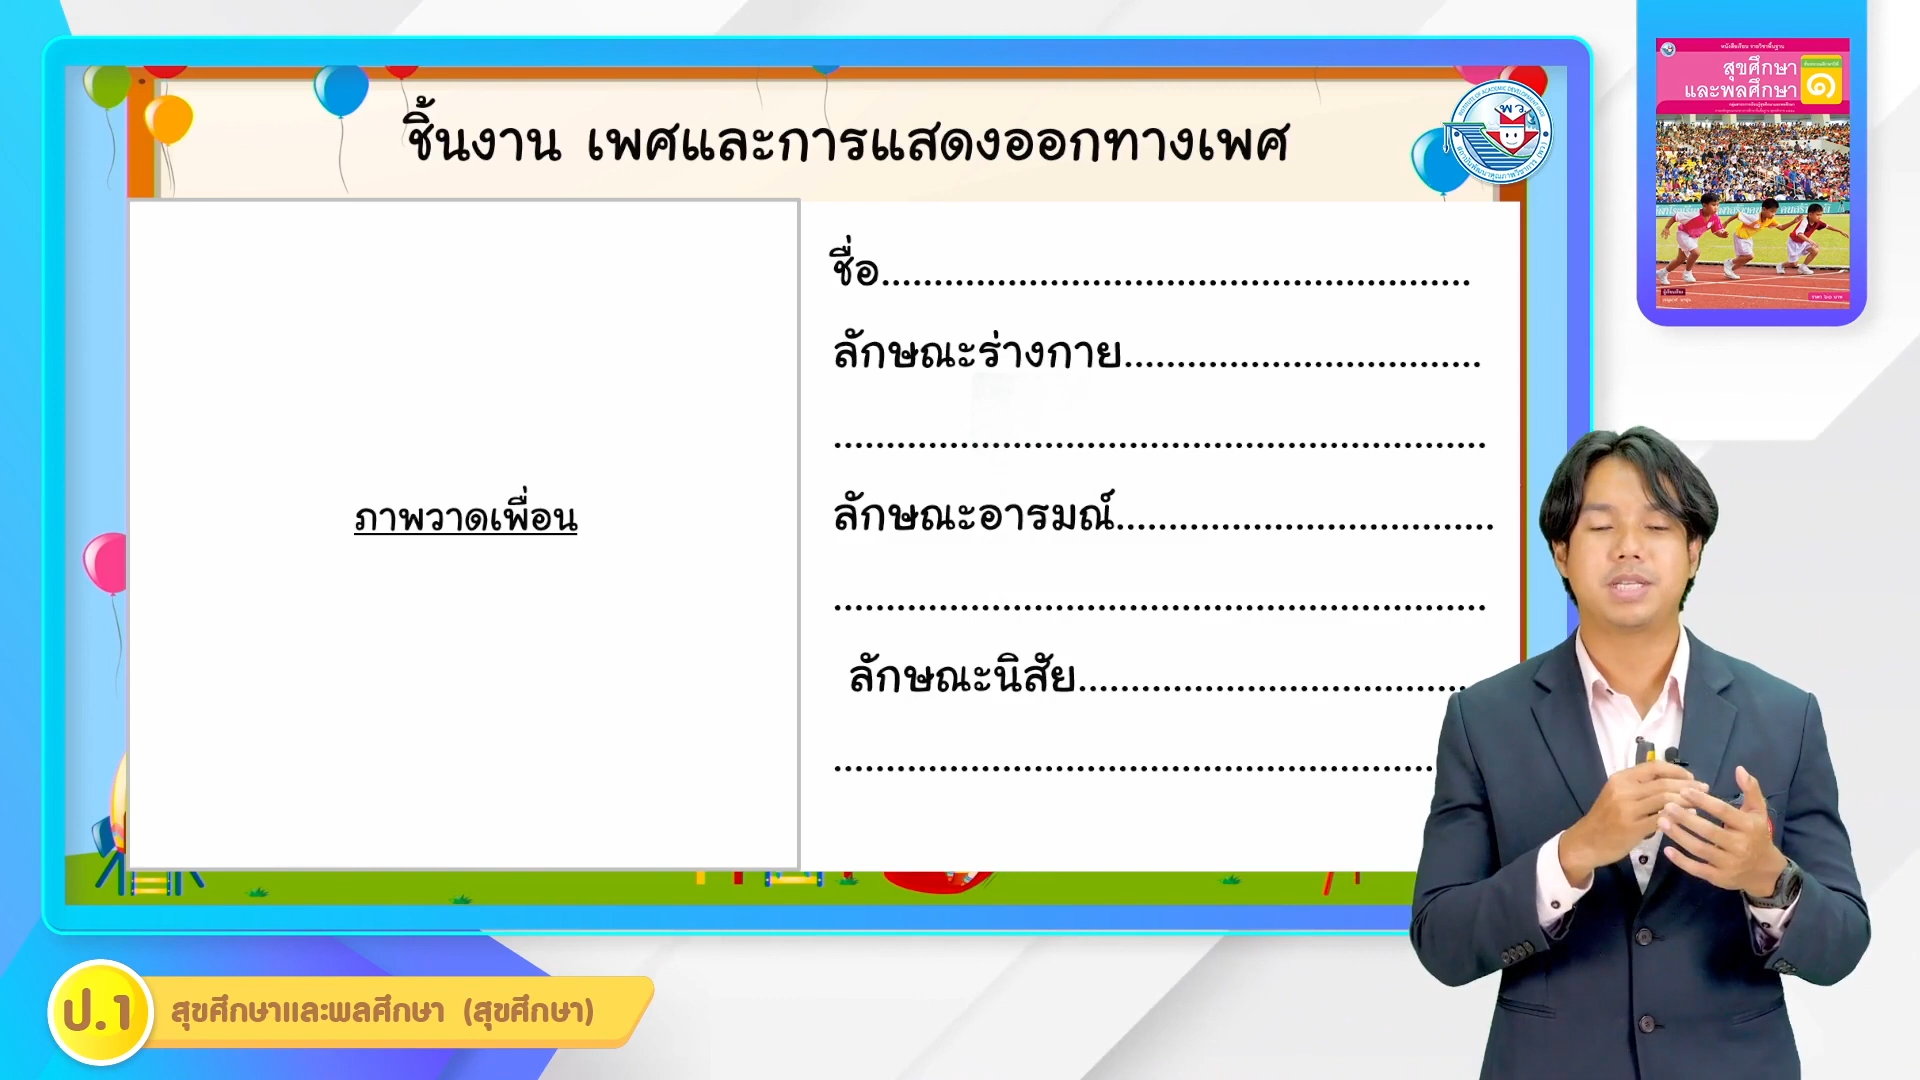 ชิ้นงาน เพศและการแสดงออกทางเพศ
ภาพวาดเพื่อน
ชื่อ........................................................
ลักษณะร่างกาย..................................
..............................................................
ลักษณะอารมณ์....................................
..............................................................
ลักษณะนิสัย.....................................
.........................................................
พว.
สุขศึกษา
และพลศึกษา
๑
ป.๑
สุขศึกษาและพลศึกษา (สุขศึกษา)